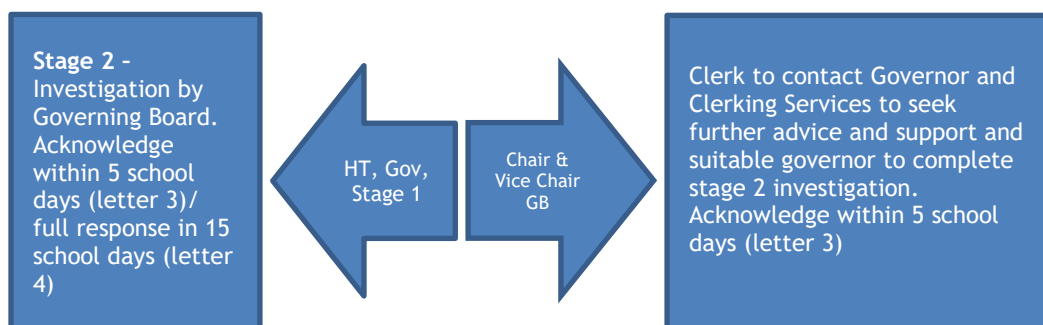 Stage 2 –
Investigation by
Governing Board.
Acknowledge
within 5 school
days (letter 3)/
full response in 15
school days (letter
4)
HT, Gov,
Stage 1
Chair &
Vice Chair
GB
Clerk to contact Governor and
Clerking Services to seek
further advice and support and
suitable governor to complete
stage 2 investigation.
Acknowledge within 5 school
days (letter 3)